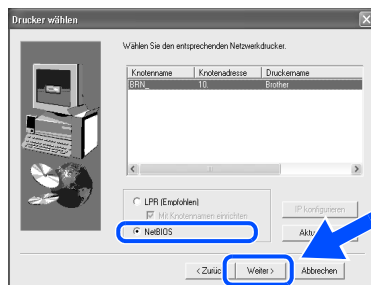 Drucker wählen
Wählen Sie den entsprechenden Netzwerkdrucker.
Knotenname Knotenadresse Druckername
BRN_ 10. Brother
LPR (Empfohlen)
Mit Knotennamen einrichten
IP konfigurieren
NetBIOS
< Zurück Weiter > Abbrechen